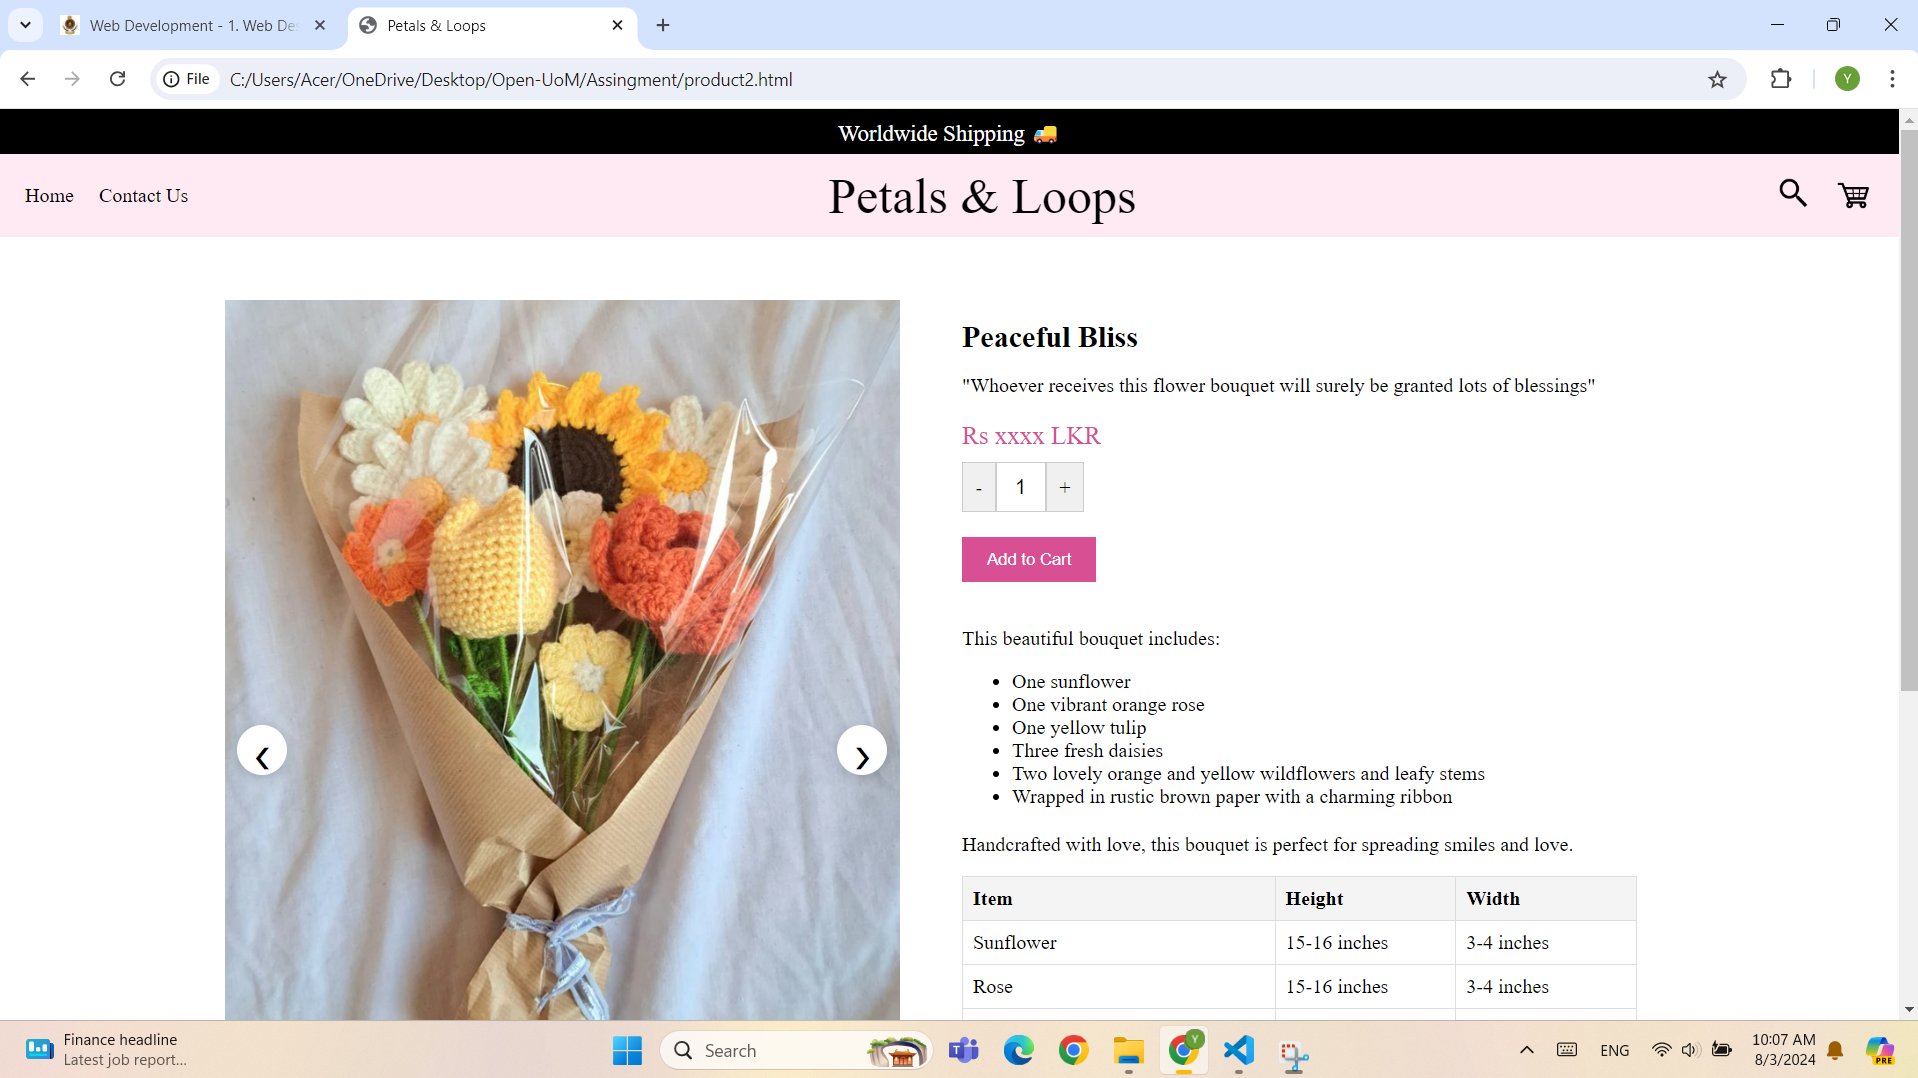 Web Development - 1. Web De
Petals & Loops
File
C:/Users/Acer/OneDrive/Desktop/Open-UoM/Assingment/product2.html
Y
Worldwide Shipping 🚚
Home
Contact Us
Petals & Loops
Peaceful Bliss
"Whoever receives this flower bouquet will surely be granted lots of blessings"
Rs xxxx LKR
- 1 +
Add to Cart
This beautiful bouquet includes:
• One sunflower
• One vibrant orange rose
• One yellow tulip
• Three fresh daisies
• Two lovely orange and yellow wildflowers and leafy stems
• Wrapped in rustic brown paper with a charming ribbon
Handcrafted with love, this bouquet is perfect for spreading smiles and love.
Item Height Width
Sunflower 15-16 inches 3-4 inches
Rose 15-16 inches 3-4 inches
Finance headline
Latest job report...
Search
Y
ENG
10:07 AM
8/3/2024
PRE